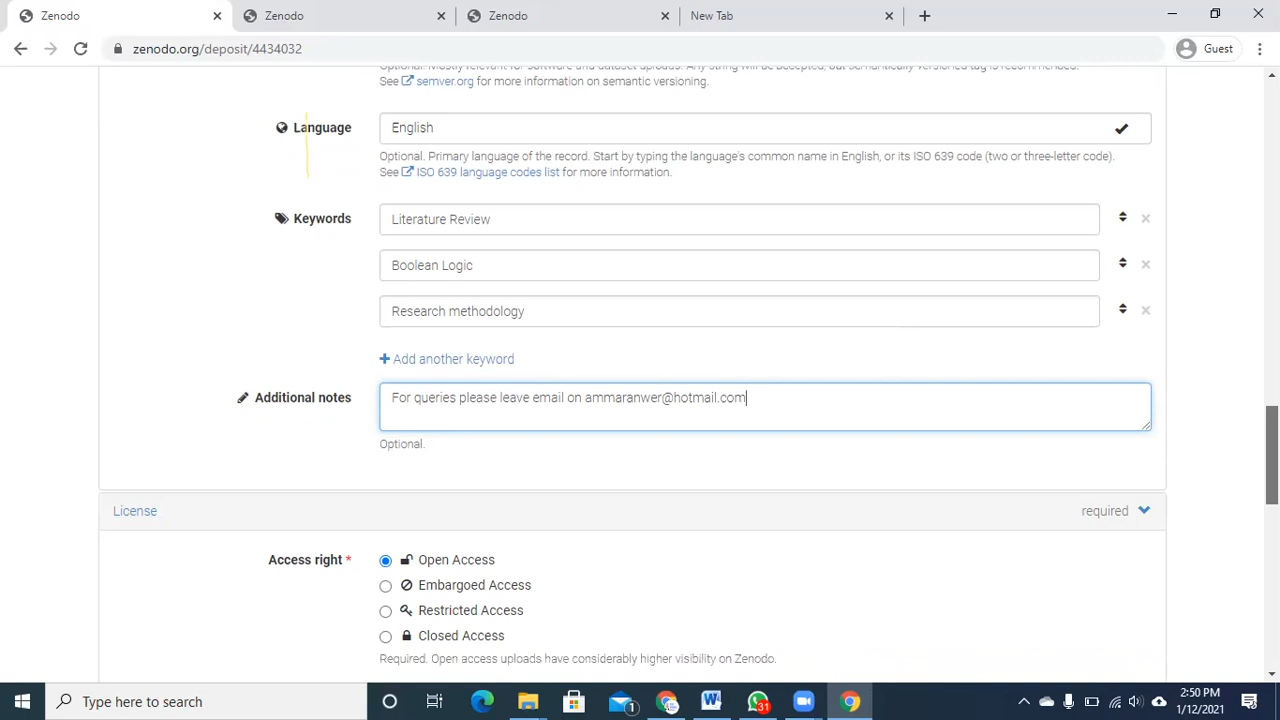 Zenodo
Zenodo
Zenodo
New Tab
zenodo.org/deposit/4434032
Guest
Optional. Mostly relevant for software and dataset uploads. Any string will be accepted, but semantically versioned tag is recommended.
See semver.org for more information on semantic versioning.
Language
English
Optional. Primary language of the record. Start by typing the language's common name in English, or its ISO 639 code (two or three-letter code).
See ISO 639 language codes list for more information.
Keywords
Literature Review
Boolean Logic
Research methodology
Add another keyword
Additional notes
For queries please leave email on ammaranwer@hotmail.com
Optional.
License
required
Access right *
Open Access
Embargoed Access
Restricted Access
Closed Access
Required. Open access uploads have considerably higher visibility on Zenodo.
Type here to search
1
W
31
2:50 PM
1/12/2021